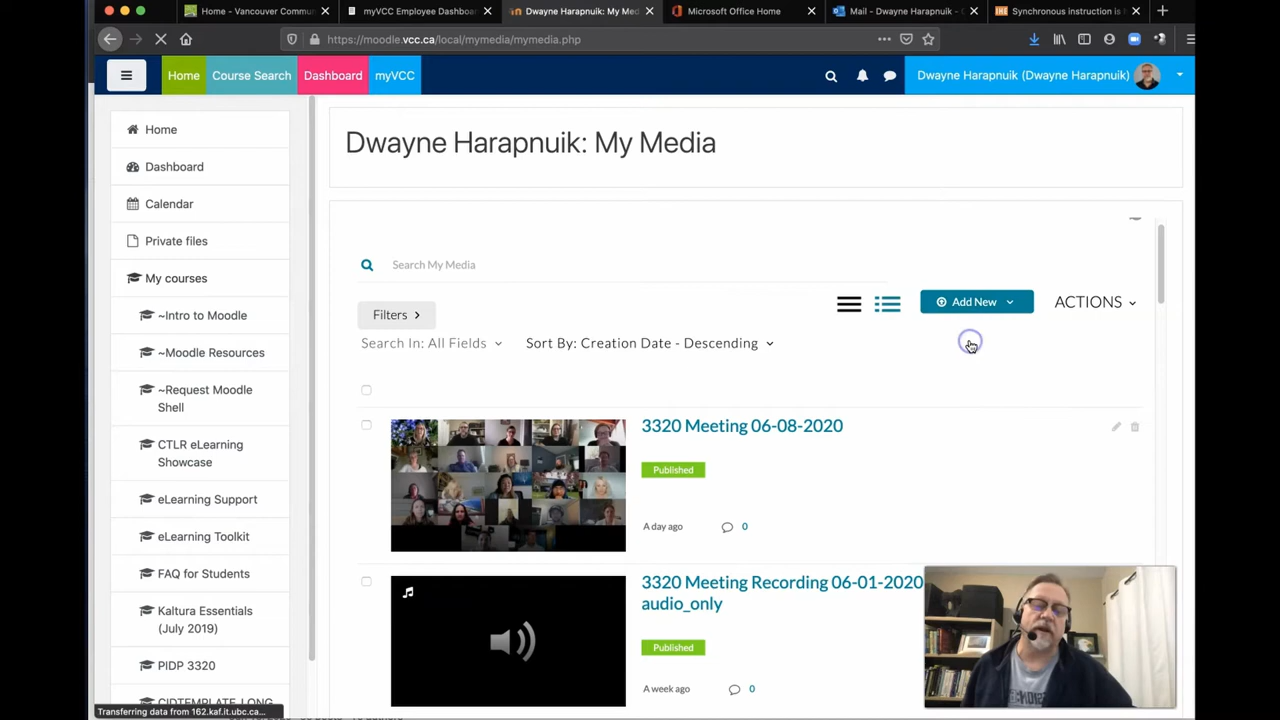 Home - Vancouver Commun
myVCC Employee Dashboa
Dwayne Harapnuik: My Med
Microsoft Office Home
Mail - Dwayne Harapnuik - O
Synchronous instruction is N
https://moodle.vcc.ca/local/mymedia/mymedia.php
Home
Course Search
Dashboard
myVCC
Dwayne Harapnuik (Dwayne Harapnuik)
Home
Dashboard
Calendar
Private files
My courses
~Intro to Moodle
~Moodle Resources
~Request Moodle
Shell
CTLR eLearning
Showcase
eLearning Support
eLearning Toolkit
FAQ for Students
Kaltura Essentials
(July 2019)
PIDP 3320
CIDTEMPLATE_LONG
Transferring data from 162.kaf.it.ubc.ca...
Dwayne Harapnuik: My Media
Search My Media
Filters
Add New
ACTIONS
Search In: All Fields
Sort By: Creation Date - Descending
3320 Meeting 06-08-2020
Published
A day ago
0
3320 Meeting Recording 06-01-2020
audio_only
Published
A week ago
0